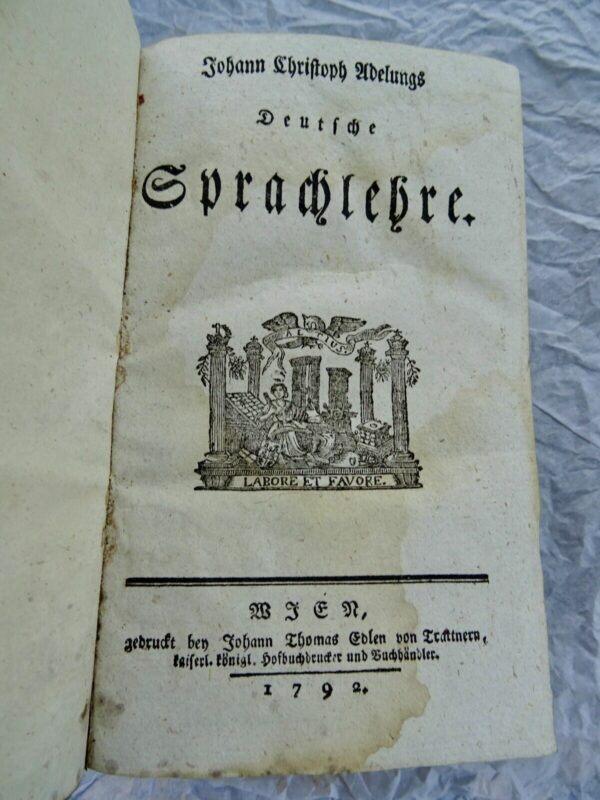 Johann Christoph Adelungs
Deutsche
Sprachlehre.
ALTIUS
LABORE ET FAVORE.
WIEN,
gedruckt bey Johann Thomas Edlen von Trattnern,
kaiserl. königl. Hofbuchdrucker und Buchhändler.
1792.